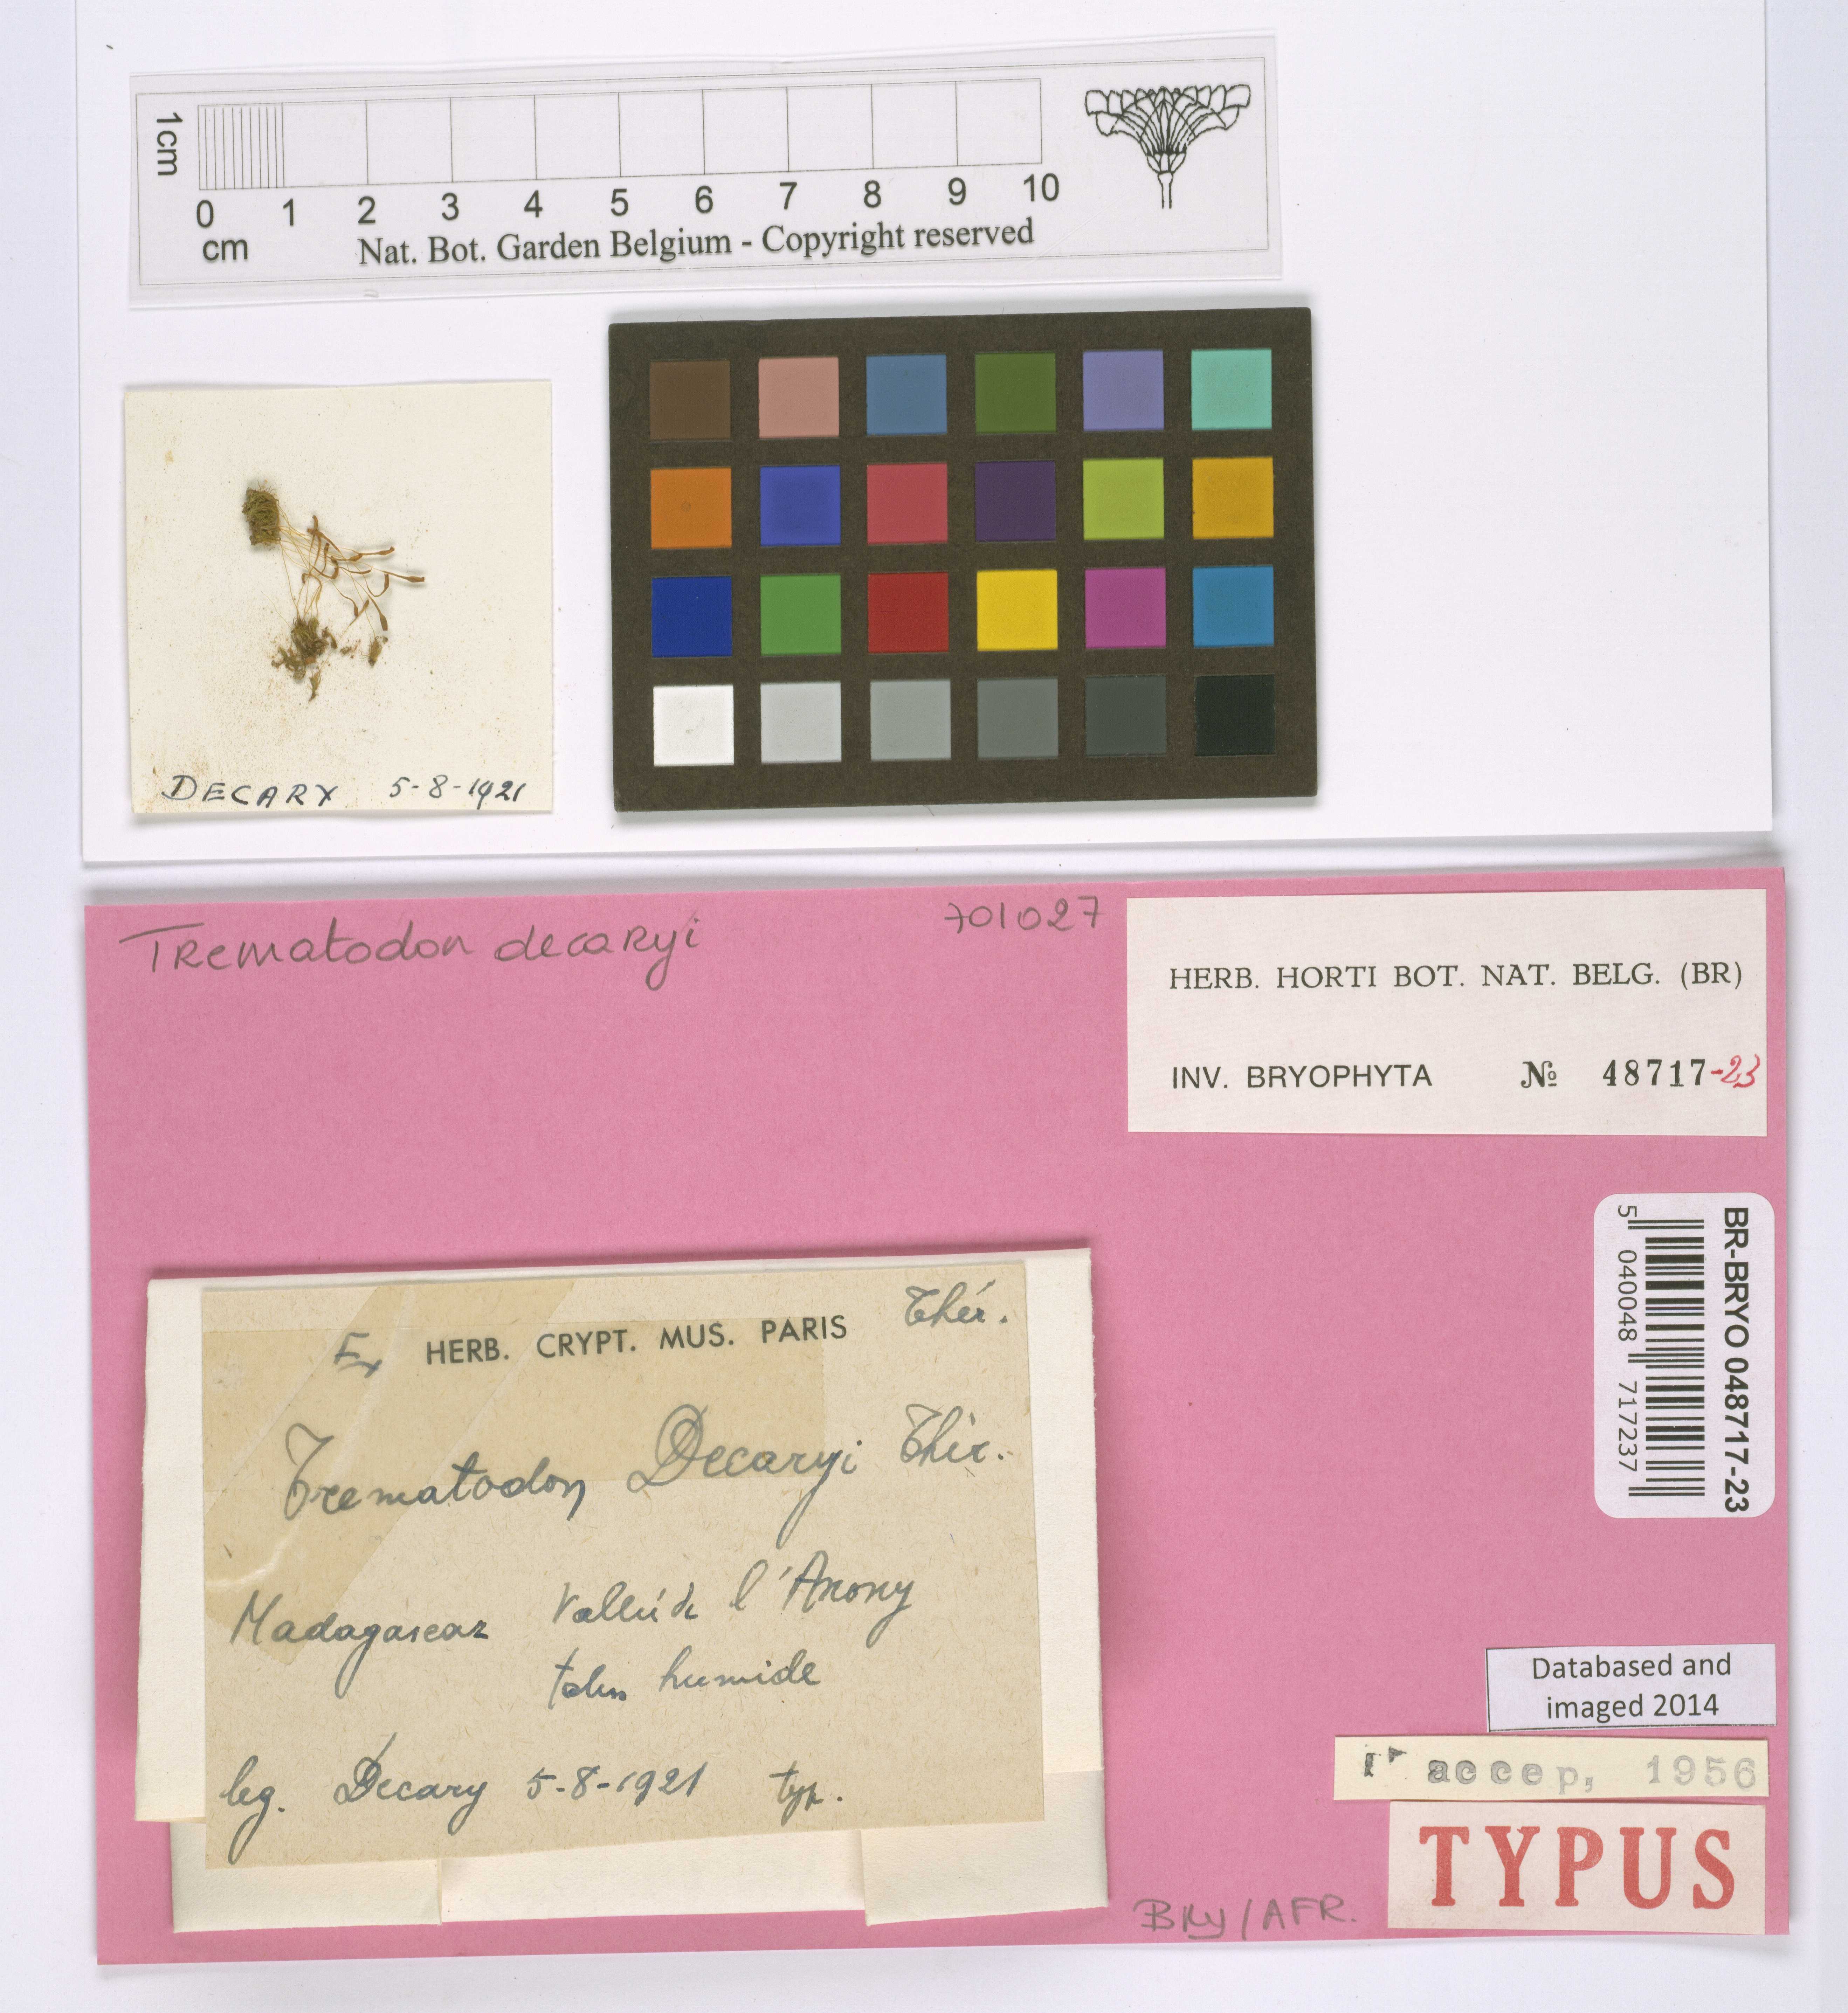 1cm
0 1 2 3 4 5 6 7 8 9 10
cm
Nat. Bot. Garden Belgium - Copyright reserved
DECARY 5-8-1921
Trematodon decaryi
701027
HERB. HORTI BOT. NAT. BELG. (BR)
INV. BRYOPHYTA № 48717-23
BR-BRYO 048717-23
5 040048 717237
Thér.
Ex HERB. CRYPT. MUS. PARIS
Trematodon Decaryi Thér.
Madagascar Vallée de l'Anony
talus humide
leg. Decary 5-8-1921 typ.
Databased and
imaged 2014
accep, 1956
TYPUS
BRY/AFR.